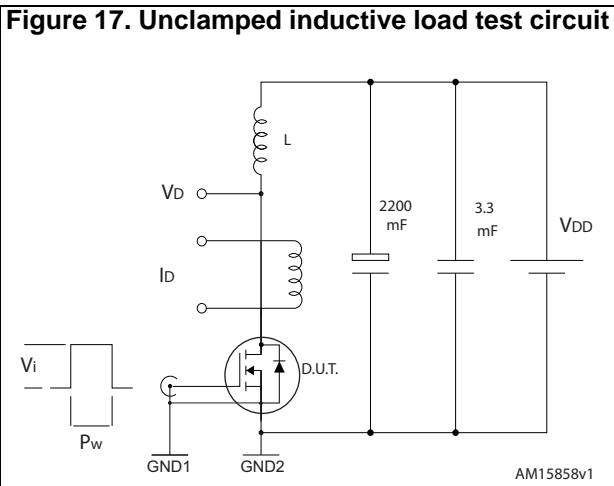 Figure 17. Unclamped inductive load test circuit
L
VD
2200
mF
3.3
mF
VDD
ID
Vi
D.U.T.
Pw
GND1
GND2
AM15858v1